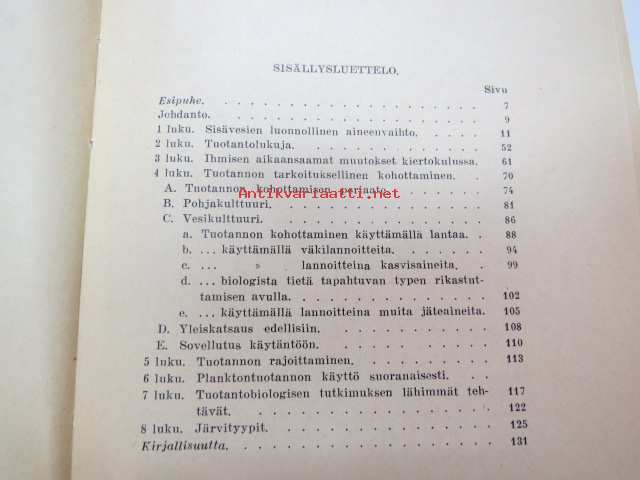 SISÄLLYSLUETTELO.
Sivu
Esipuhe. . . . . . . . . . . . . . . . . . . 7
Johdanto. . . . . . . . . . . . . . . . . . . 9
1 luku. Sisävesien luonnollinen aineenvaihto. . . . . . 11
2 luku. Tuotantolukuja. . . . . . . . . . . . . . 52
3 luku. Ihmisen aikaansaamat muutokset kiertokulussa. . 61
4 luku. Tuotannon tarkoituksellinen kohottaminen. . . . 70
A. Tuotannon kohottamisen periaate. . . . . . . . 74
Antikvariaatti.net
B. Pohjakulttuuri. . . . . . . . . . . . . . . . 81
C. Vesikulttuuri. . . . . . . . . . . . . . . . 86
a. Tuotannon kohottaminen käyttämällä lantaa. . . 88
b. ... käyttämällä väkilannoitteita. . . . . . . . 94
c. ... » lannoitteina kasvisaineita. . . . 99
d. ... biologista tietä tapahtuvan typen rikastut-
tamisen avulla. . . . . . . . . . . . . . 102
e. ... käyttämällä lannoitteina muita jäteaineita. . 105
D. Yleiskatsaus edellisiin. . . . . . . . . . . . 108
E. Sovellutus käytäntöön. . . . . . . . . . . . 110
5 luku. Tuotannon rajoittaminen. . . . . . . . . . . 113
6 luku. Planktontuotannon käyttö suoranaisesti. . . . .
7 luku. Tuotantobiologisen tutkimuksen lähimmät teh- 117
tävät. . . . . . . . . . . . . . . . . 122
8 luku. Järvityypit. . . . . . . . . . . . . . . 125
Kirjallisuutta. . . . . . . . . . . . . . . . . . 131